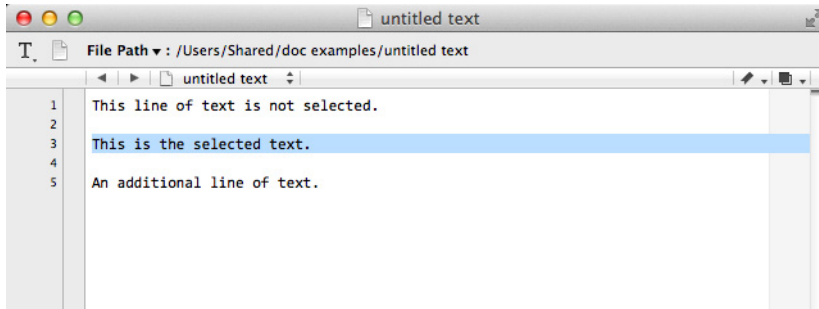 untitled text
T. File Path ▾ : /Users/Shared/doc examples/untitled text
untitled text
1 This line of text is not selected.
2
3 This is the selected text.
4
5 An additional line of text.